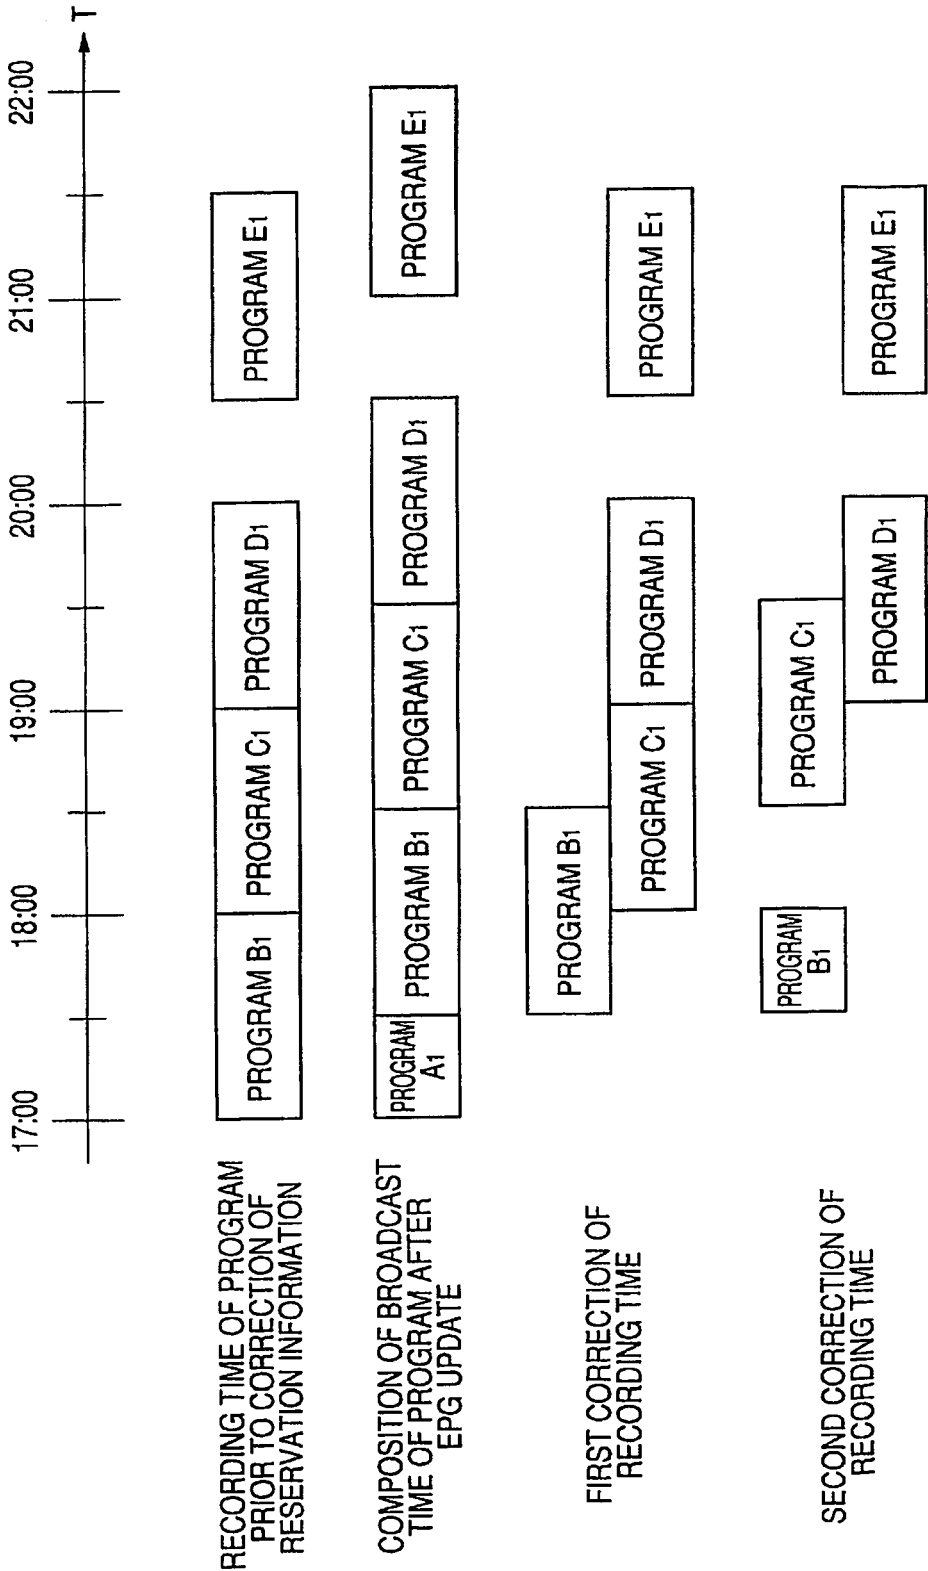 17:00
18:00
19:00
20:00
21:00
22:00
T
RECORDING TIME OF PROGRAM
PRIOR TO CORRECTION OF
RESERVATION INFORMATION
PROGRAM B1
PROGRAM C1
PROGRAM D1
PROGRAM E1
COMPOSITION OF BROADCAST
TIME OF PROGRAM AFTER
EPG UPDATE
PROGRAM
A1
PROGRAM B1
PROGRAM C1
PROGRAM D1
PROGRAM E1
FIRST CORRECTION OF
RECORDING TIME
PROGRAM B1
PROGRAM C1
PROGRAM D1
PROGRAM E1
SECOND CORRECTION OF
RECORDING TIME
PROGRAM
B1
PROGRAM C1
PROGRAM D1
PROGRAM E1